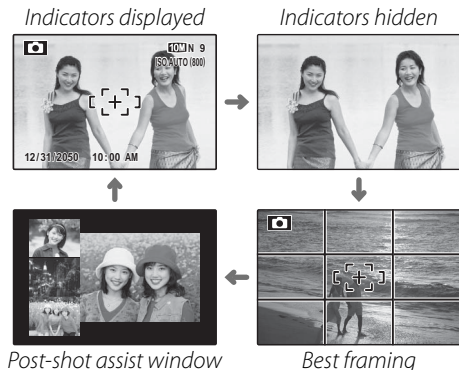 Indicators displayed
Indicators hidden
10M N 9
ISO AUTO (800)
12/31/2050 10:00 AM
Post-shot assist window
Best framing